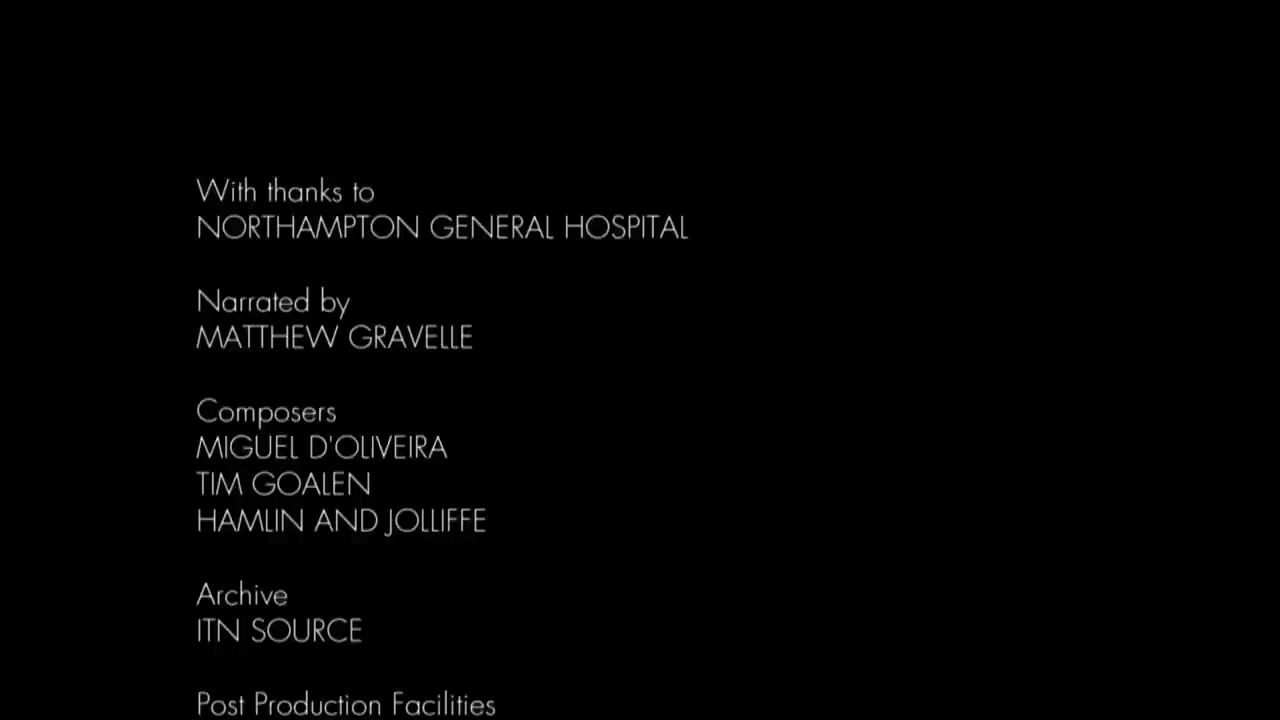 With thanks to
NORTHAMPTON GENERAL HOSPITAL
Narrated by
MATTHEW GRAVELLE
Composers
MIGUEL D'OLIVEIRA
TIM GOALEN
HAMLIN AND JOLLIFFE
Archive
ITN SOURCE
Post Production Facilities